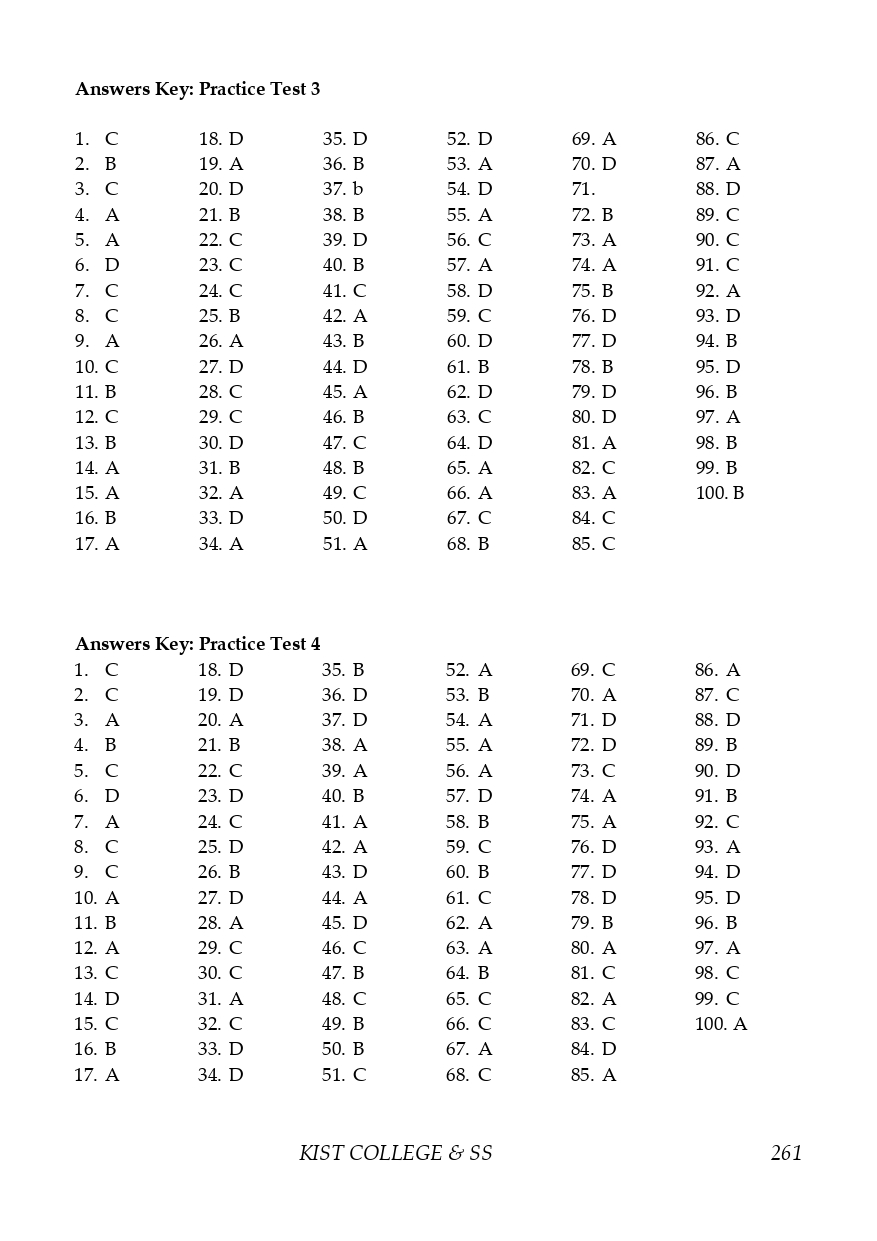 Answers Key: Practice Test 3
1. C 18. D 35. D 52. D 69. A 86. C
2. B 19. A 36. B 53. A 70. D 87. A
3. C 20. D 37. b 54. D 71. 88. D
4. A 21. B 38. B 55. A 72. B 89. C
5. A 22. C 39. D 56. C 73. A 90. C
6. D 23. C 40. B 57. A 74. A 91. C
7. C 24. C 41. C 58. D 75. B 92. A
8. C 25. B 42. A 59. C 76. D 93. D
9. A 26. A 43. B 60. D 77. D 94. B
10. C 27. D 44. D 61. B 78. B 95. D
11. B 28. C 45. A 62. D 79. D 96. B
12. C 29. C 46. B 63. C 80. D 97. A
13. B 30. D 47. C 64. D 81. A 98. B
14. A 31. B 48. B 65. A 82. C 99. B
15. A 32. A 49. C 66. A 83. A 100. B
16. B 33. D 50. D 67. C 84. C
17. A 34. A 51. A 68. B 85. C
Answers Key: Practice Test 4
1. C 18. D 35. B 52. A 69. C 86. A
2. C 19. D 36. D 53. B 70. A 87. C
3. A 20. A 37. D 54. A 71. D 88. D
4. B 21. B 38. A 55. A 72. D 89. B
5. C 22. C 39. A 56. A 73. C 90. D
6. D 23. D 40. B 57. D 74. A 91. B
7. A 24. C 41. A 58. B 75. A 92. C
8. C 25. D 42. A 59. C 76. D 93. A
9. C 26. B 43. D 60. B 77. D 94. D
10. A 27. D 44. A 61. C 78. D 95. D
11. B 28. A 45. D 62. A 79. B 96. B
12. A 29. C 46. C 63. A 80. A 97. A
13. C 30. C 47. B 64. B 81. C 98. C
14. D 31. A 48. C 65. C 82. A 99. C
15. C 32. C 49. B 66. C 83. C 100. A
16. B 33. D 50. B 67. A 84. D
17. A 34. D 51. C 68. C 85. A
KIST COLLEGE & SS 261